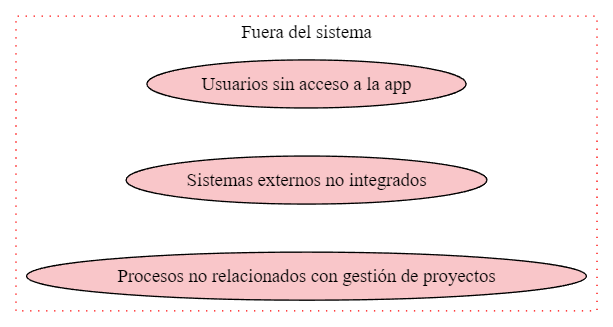 Fuera del sistema
Usuarios sin acceso a la app
Sistemas externos no integrados
Procesos no relacionados con gestión de proyectos